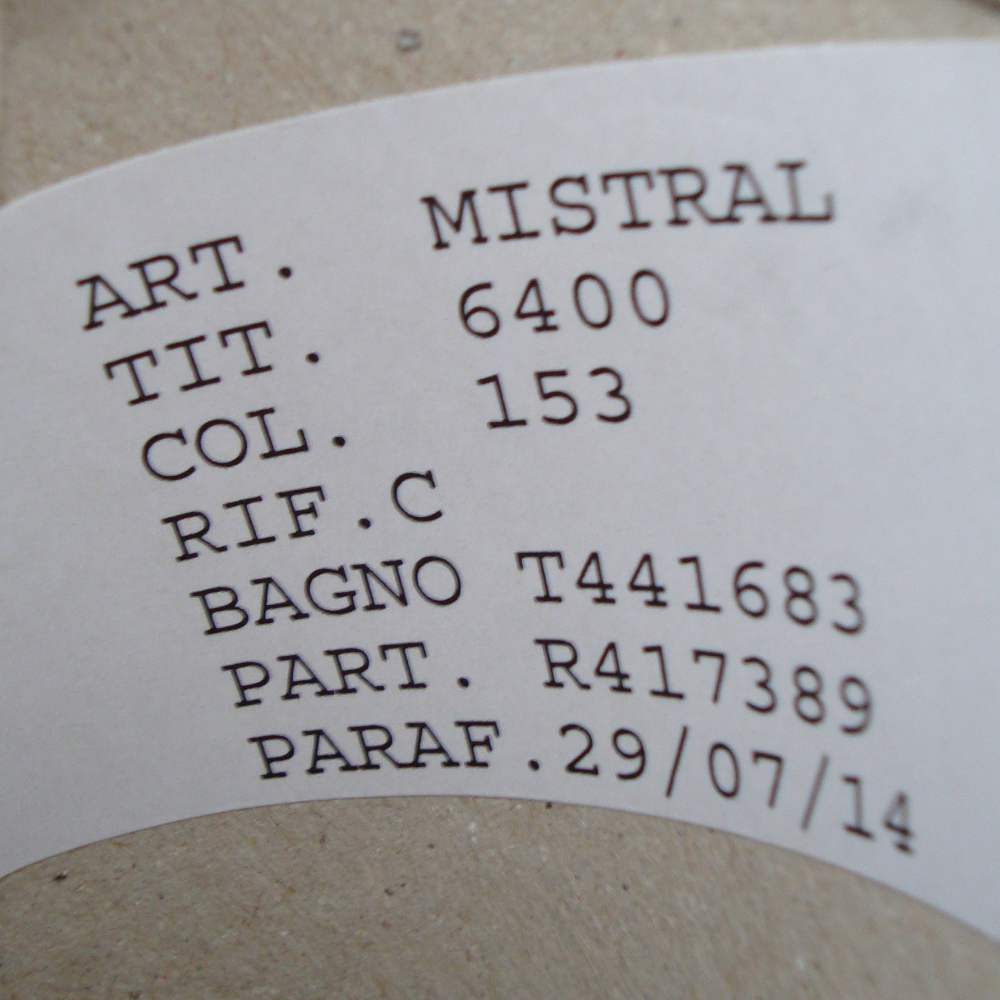 ART. MISTRAL
TIT. 6400
COL. 153
RIF.C
BAGNO T441683
PART. R417389
PARAF.29/07/14